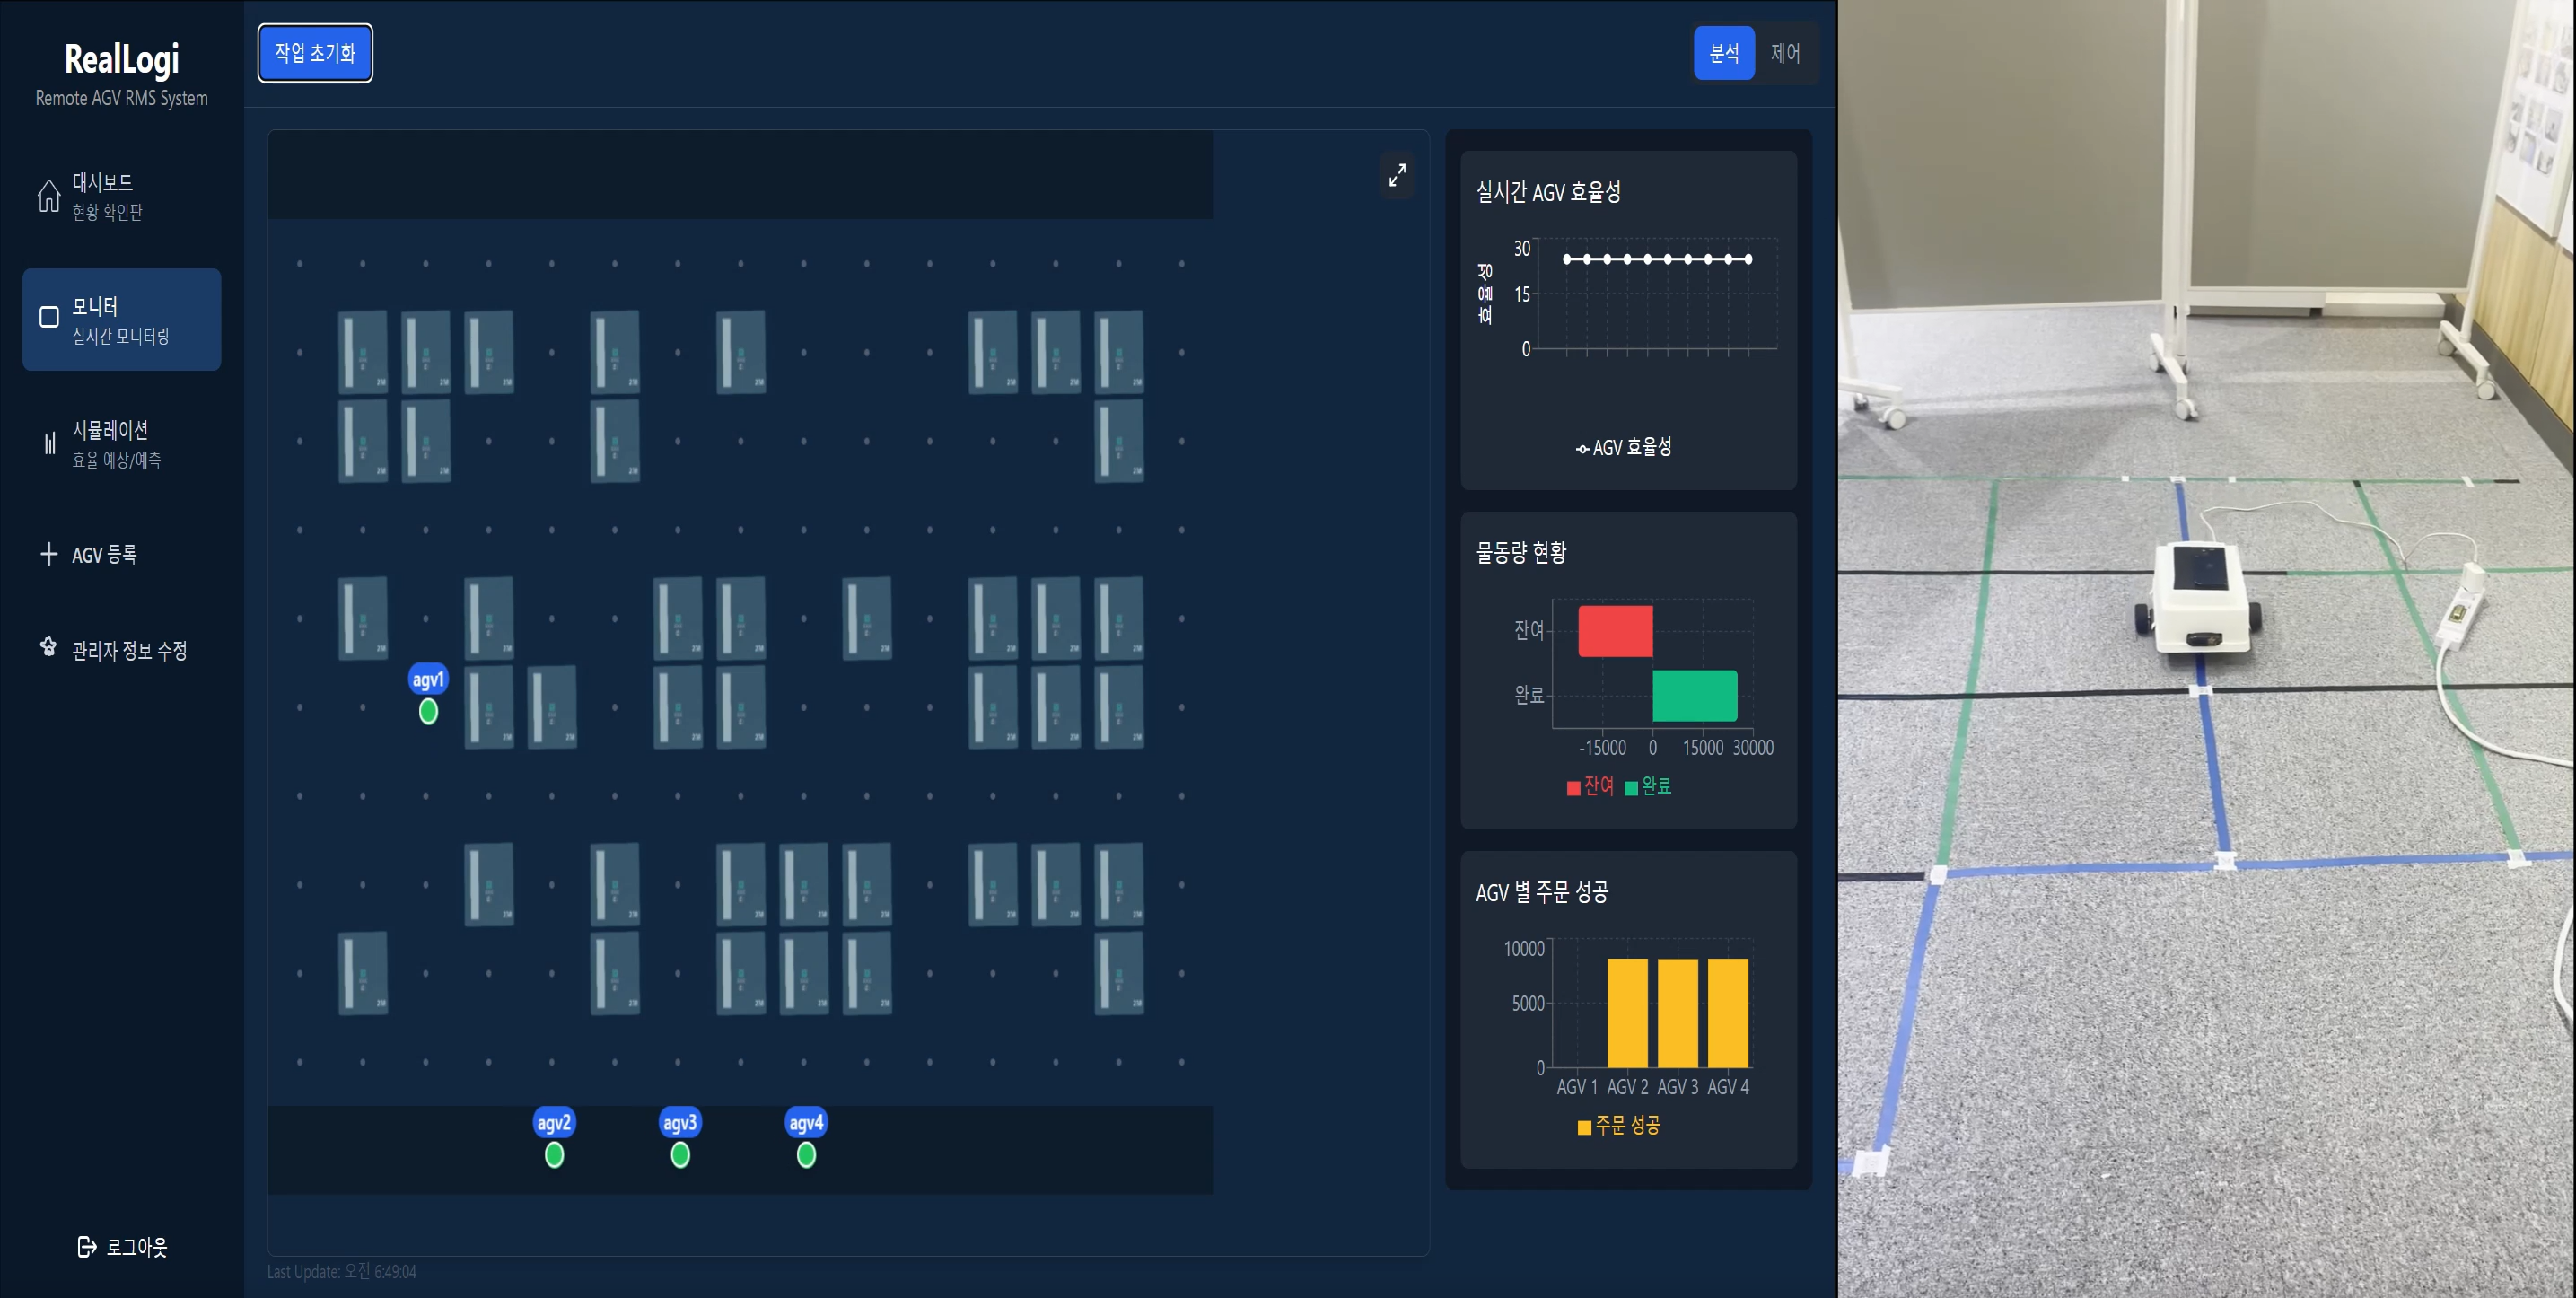 RealLogi
Remote AGV RMS System
대시보드
현황 확인판
모니터
실시간 모니터링
시뮬레이션
효율 예상/예측
AGV 등록
관리자 정보 수정
로그아웃
작업 초기화
분석
제어
agv1
agv2
agv3
agv4
Last Update: 오전 6:49:04
실시간 AGV 효율성
효율성
30
15
0
AGV 효율성
물동량 현황
잔여
완료
-15000 0 15000 30000
잔여 완료
AGV 별 주문 성공
10000
5000
0
AGV 1 AGV 2 AGV 3 AGV 4
주문 성공